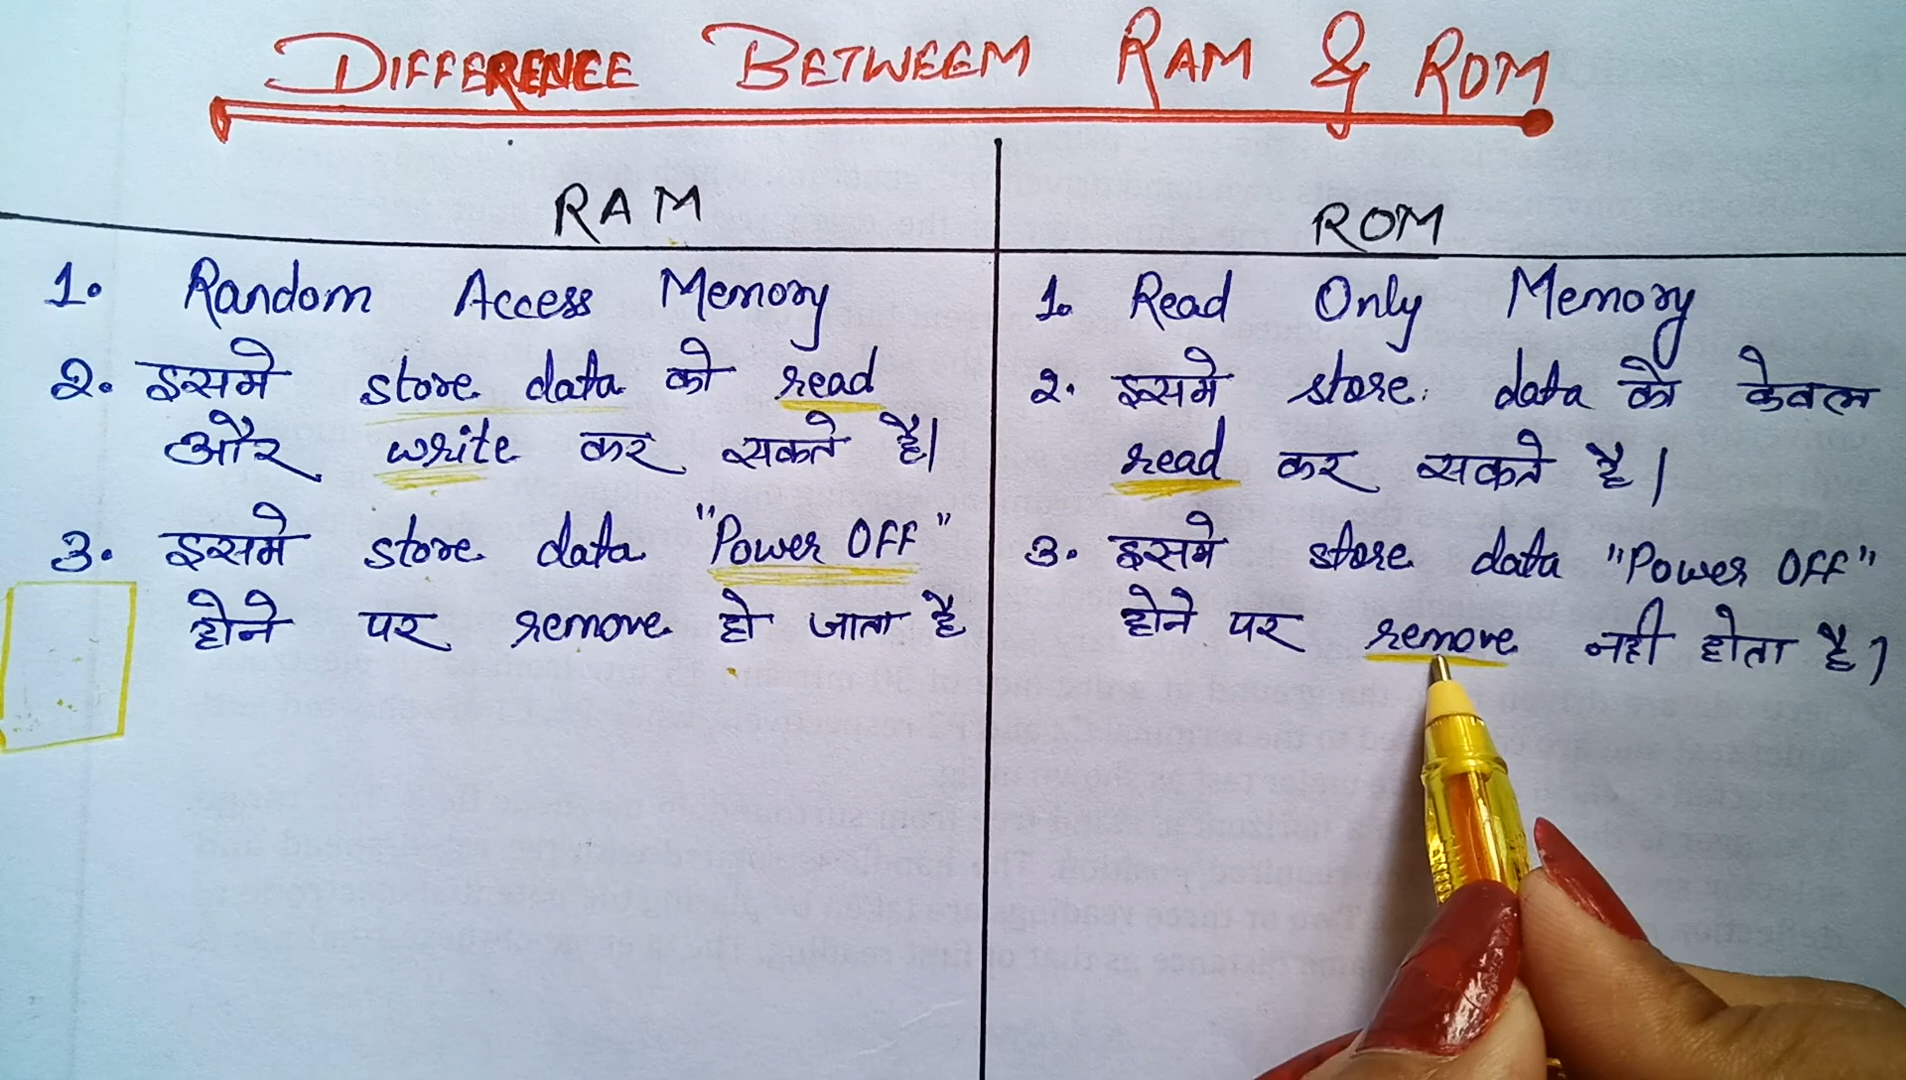 DIFFERENCE BETWEEM RAM & ROM
RAM
1. Random Access Memory
2. इसमे store data को read
और write कर सकते है।
3. इसमे store data "Power OFF"
होने पर remove हो जाता है
ROM
1. Read Only Memory
2. इसमे store data को केवल
read कर सकते है।
3. इसमे store data "Power OFF"
होने पर remove नही होता है।